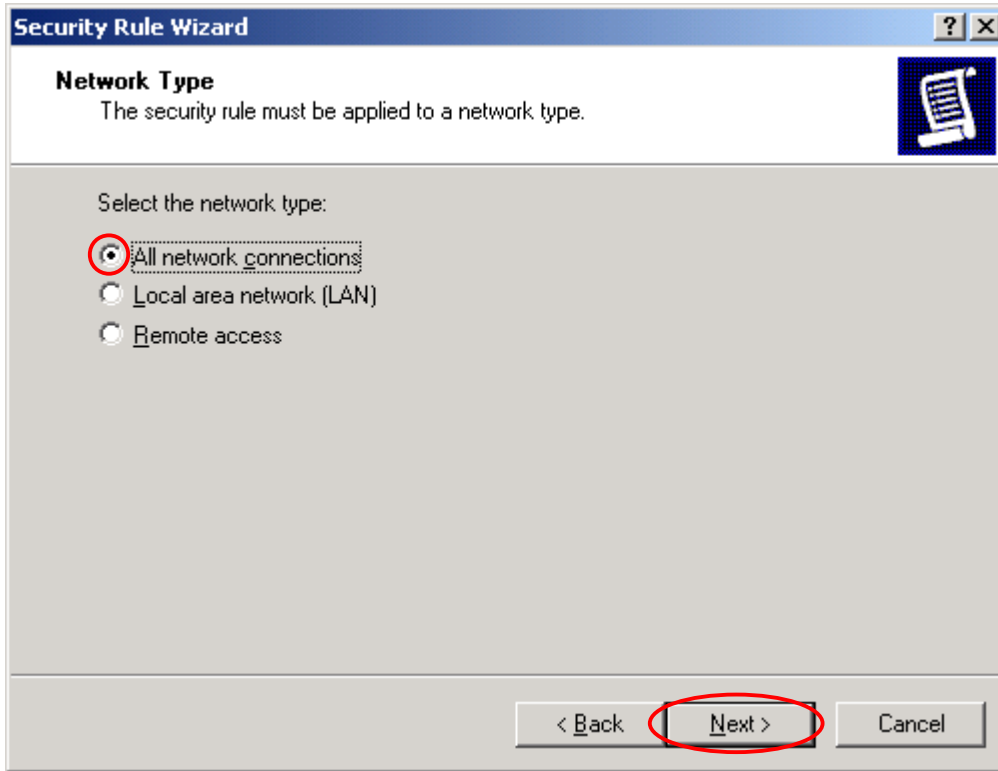 Security Rule Wizard
Network Type
The security rule must be applied to a network type.
Select the network type:
All network connections
Local area network (LAN)
Remote access
< Back Next > Cancel